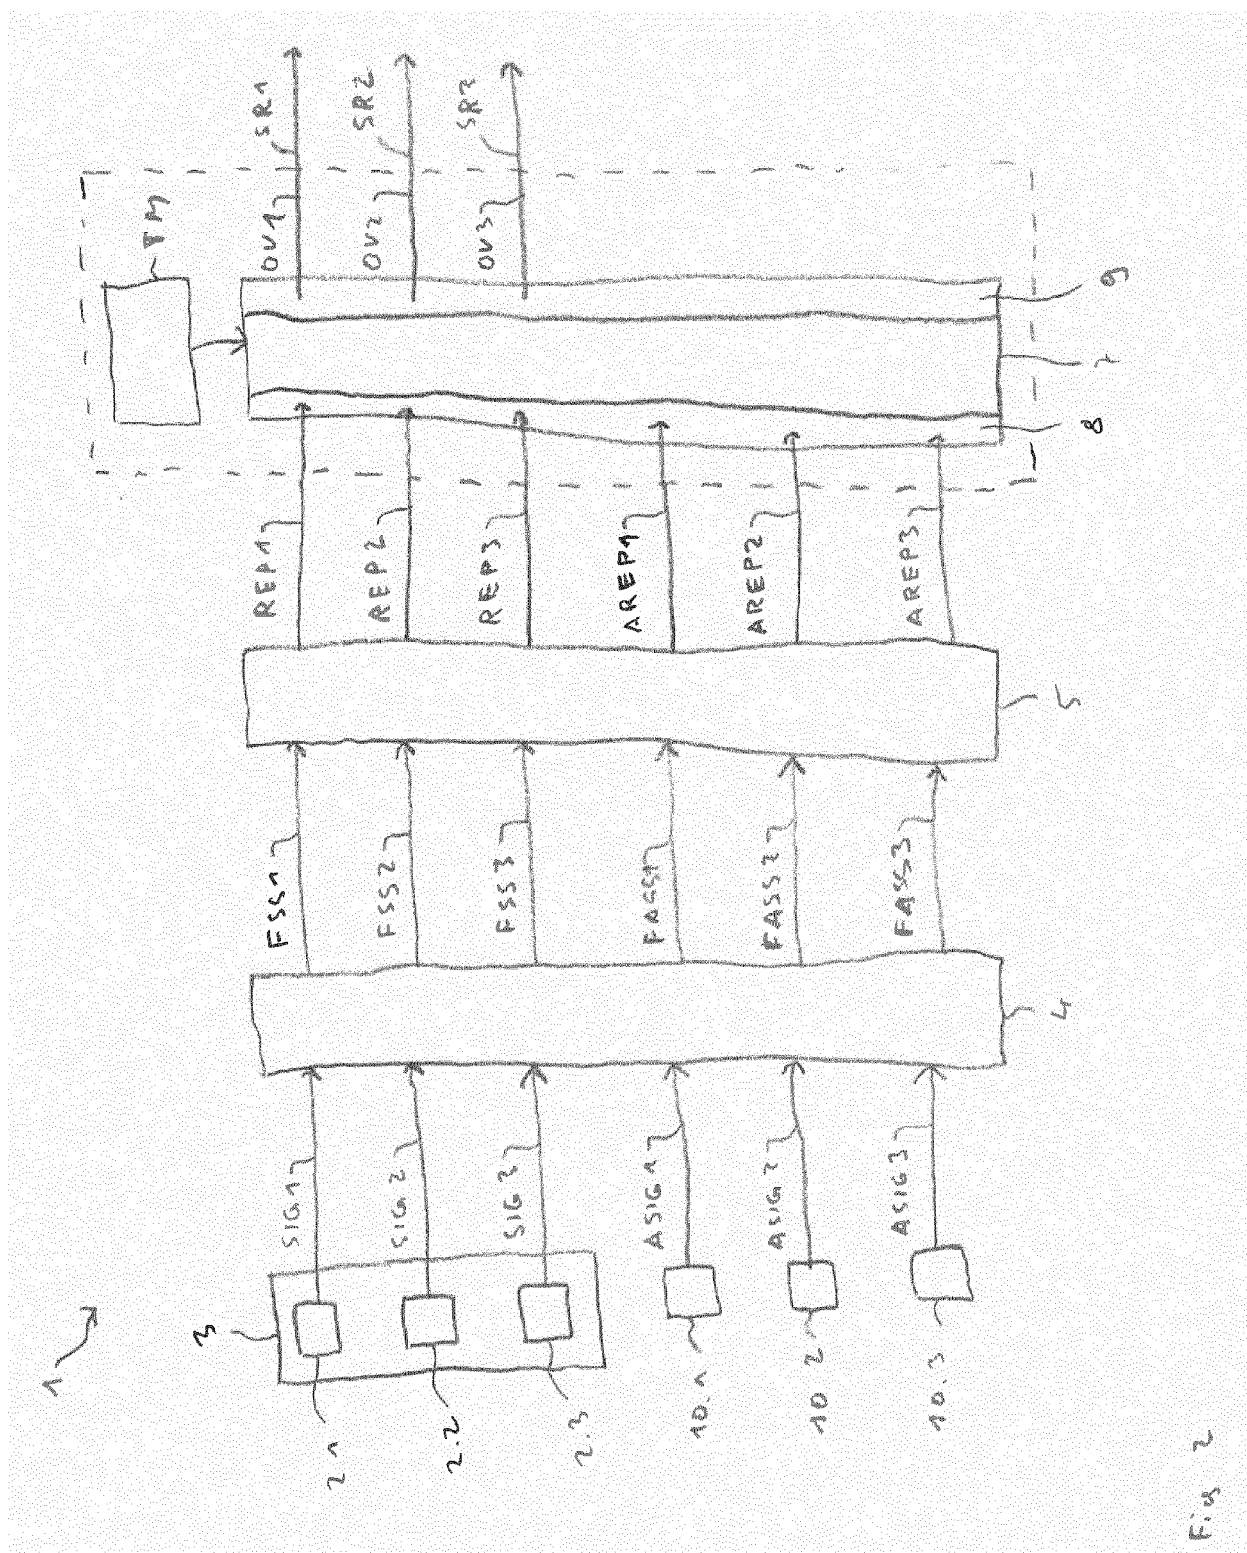 1
TM
3
2 1
SIG1
FSS1
REP1
OV1
SR1
2.2
SIG2
FSS2
REP2
OV2
SR2
2.3
SIG2
FSS3
REP3
OV3
SR2
10.1
ASIG1
FASS1
AREP1
10 2
ASIG2
FASS2
AREP2
10.3
ASIG3
FASS3
AREP3
4
5
8
7
9
Fig 2